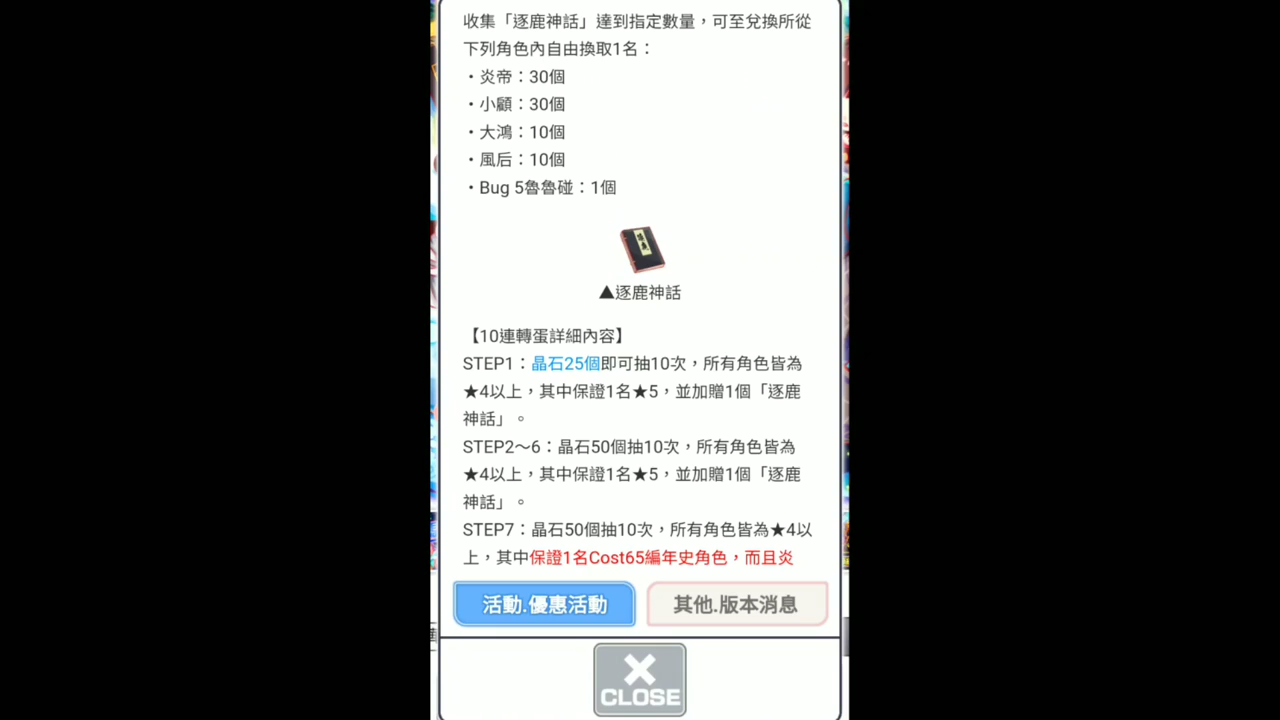 收集「逐鹿神話」達到指定數量，可至兌換所從
下列角色內自由換取1名：
・炎帝：30個
・小顧：30個
・大鴻：10個
・風后：10個
・Bug 5魯魯碰：1個
▲逐鹿神話
【10連轉蛋詳細內容】
STEP1：晶石25個即可抽10次，所有角色皆為
★4以上，其中保證1名★5，並加贈1個「逐鹿
神話」。
STEP2～6：晶石50個抽10次，所有角色皆為
★4以上，其中保證1名★5，並加贈1個「逐鹿
神話」。
STEP7：晶石50個抽10次，所有角色皆為★4以
上，其中保證1名Cost65編年史角色，而且炎
活動.優惠活動
其他.版本消息
CLOSE